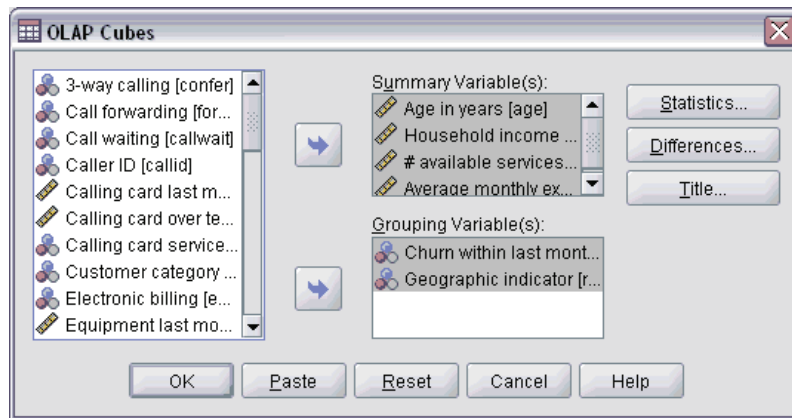 OLAP Cubes
3-way calling [confer]
Call forwarding [for...
Call waiting [callwait]
Caller ID [callid]
Calling card last m...
Calling card over te...
Calling card service...
Customer category ...
Electronic billing [e...
Equipment last mo...
Summary Variable(s):
Age in years [age]
Household income ...
# available services...
Average monthly ex...
Grouping Variable(s):
Churn within last mont...
Geographic indicator [r...
Statistics...
Differences...
Title...
OK
Paste
Reset
Cancel
Help